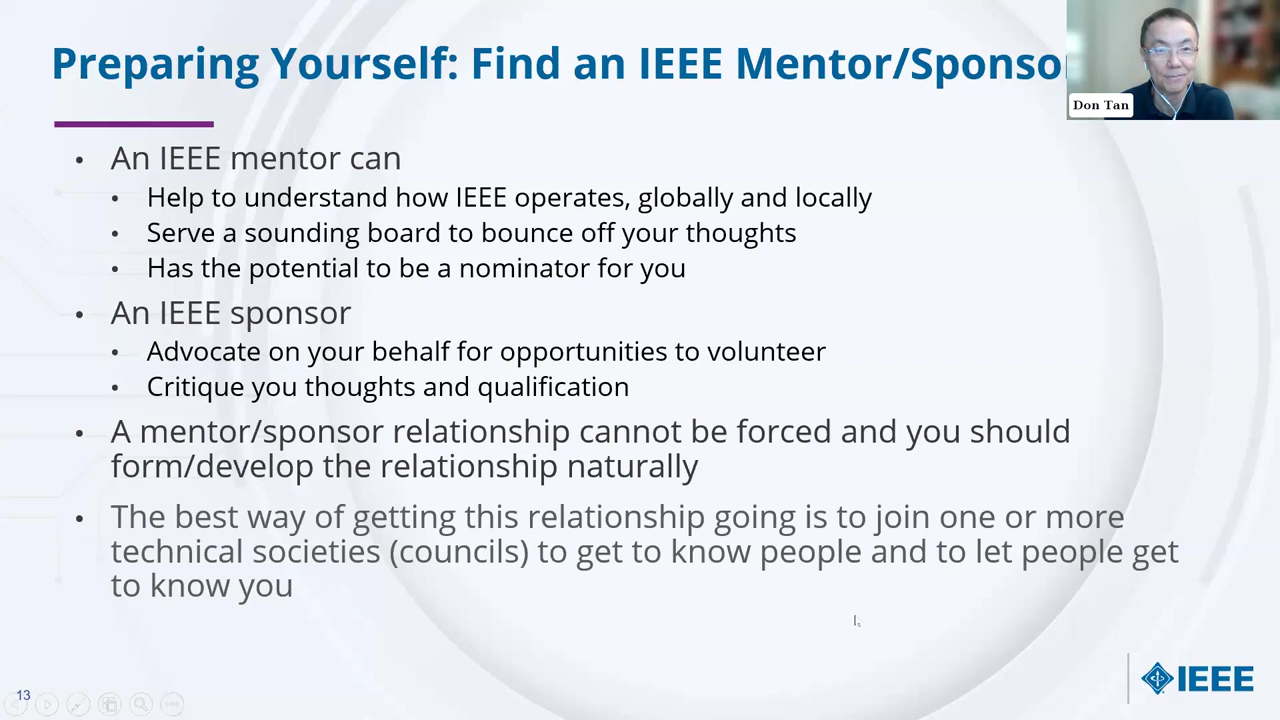 Preparing Yourself: Find an IEEE Mentor/Sponsor
Don Tan
• An IEEE mentor can
• Help to understand how IEEE operates, globally and locally
• Serve a sounding board to bounce off your thoughts
• Has the potential to be a nominator for you
• An IEEE sponsor
• Advocate on your behalf for opportunities to volunteer
• Critique you thoughts and qualification
• A mentor/sponsor relationship cannot be forced and you should
form/develop the relationship naturally
• The best way of getting this relationship going is to join one or more
technical societies (councils) to get to know people and to let people get
to know you
13
IEEE